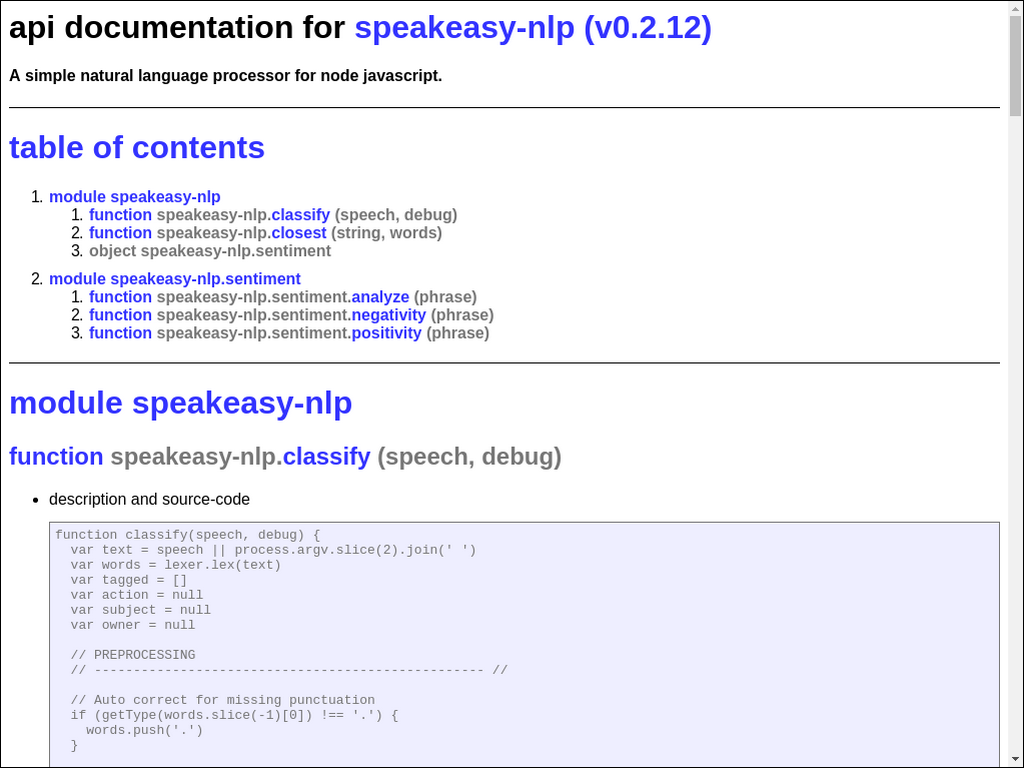 api documentation for speakeasy-nlp (v0.2.12)
A simple natural language processor for node javascript.
table of contents
1. module speakeasy-nlp
1. function speakeasy-nlp.classify (speech, debug)
2. function speakeasy-nlp.closest (string, words)
3. object speakeasy-nlp.sentiment
2. module speakeasy-nlp.sentiment
1. function speakeasy-nlp.sentiment.analyze (phrase)
2. function speakeasy-nlp.sentiment.negativity (phrase)
3. function speakeasy-nlp.sentiment.positivity (phrase)
module speakeasy-nlp
function speakeasy-nlp.classify (speech, debug)
• description and source-code
function classify(speech, debug) {
  var text = speech || process.argv.slice(2).join(' ')
  var words = lexer.lex(text)
  var tagged = []
  var action = null
  var subject = null
  var owner = null
  // PREPROCESSING
  // -------------------------------------------------- //
  // Auto correct for missing punctuation
  if (getType(words.slice(-1)[0]) !== '.') {
    words.push('.')
  }